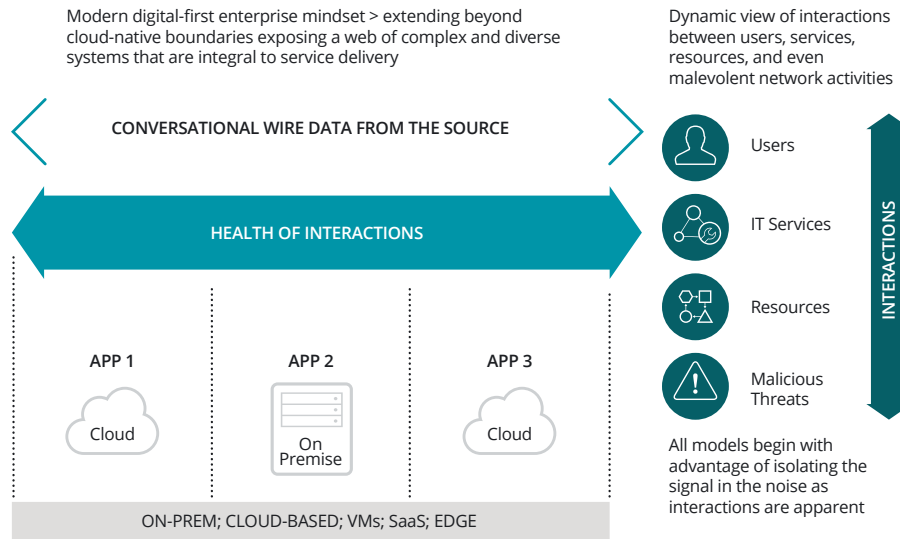 Modern digital-first enterprise mindset > extending beyond
cloud-native boundaries exposing a web of complex and diverse
systems that are integral to service delivery
CONVERSATIONAL WIRE DATA FROM THE SOURCE
HEALTH OF INTERACTIONS
APP 1
Cloud
APP 2
On
Premise
APP 3
Cloud
ON-PREM; CLOUD-BASED; VMs; SaaS; EDGE
Dynamic view of interactions
between users, services,
resources, and even
malevolent network activities
Users
IT Services
Resources
Malicious
Threats
INTERACTIONS
All models begin with
advantage of isolating the
signal in the noise as
interactions are apparent